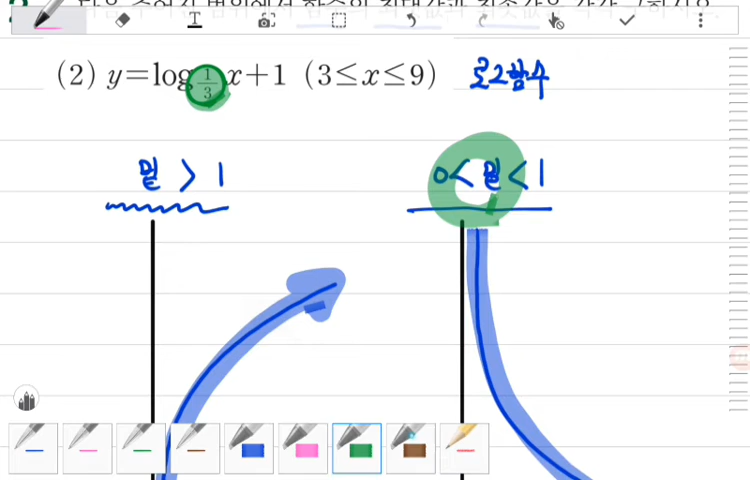 (2) y=log_{1/3} x+1 (3≤x≤9) 로그함수
밑 > 1
0 < 밑 < 1